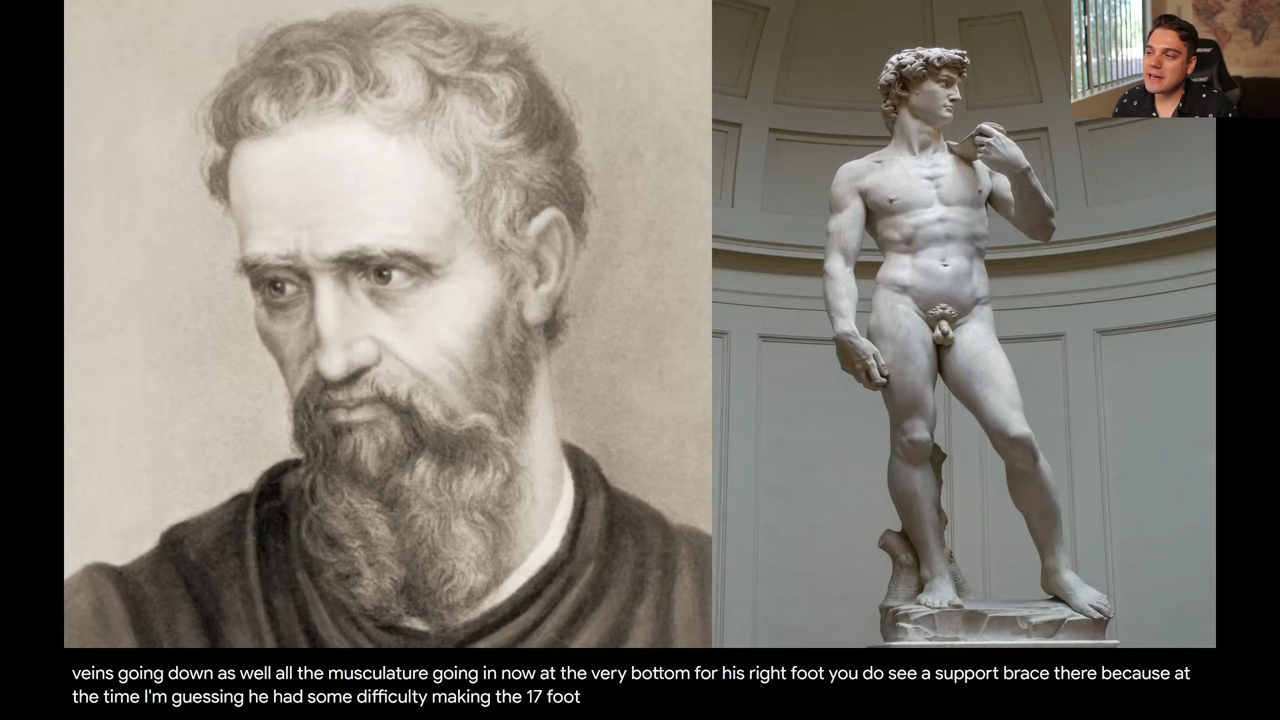 veins going down as well all the musculature going in now at the very bottom for his right foot you do see a support brace there because at
the time I'm guessing he had some difficulty making the 17 foot